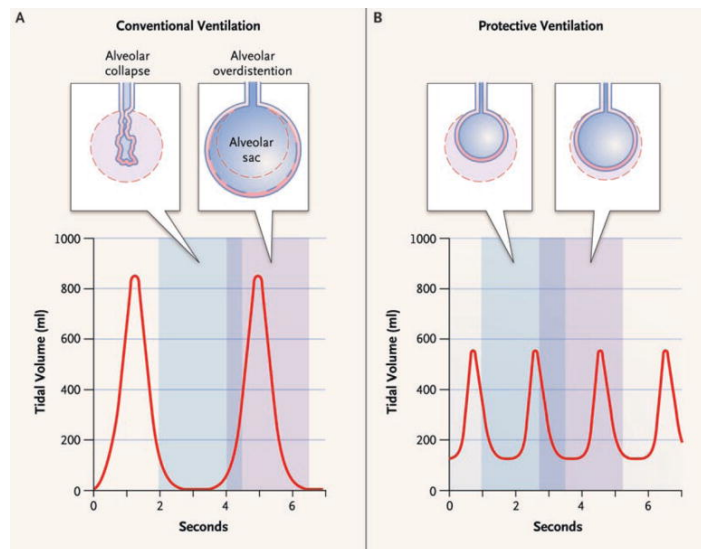 A
Conventional Ventilation
Alveolar
collapse
Alveolar
overdistention
Alveolar
sac
1000
800
600
400
200
0
Tidal Volume (ml)
0
2
4
6
Seconds
B
Protective Ventilation
1000
800
600
400
200
0
Tidal Volume (ml)
0
2
4
6
Seconds